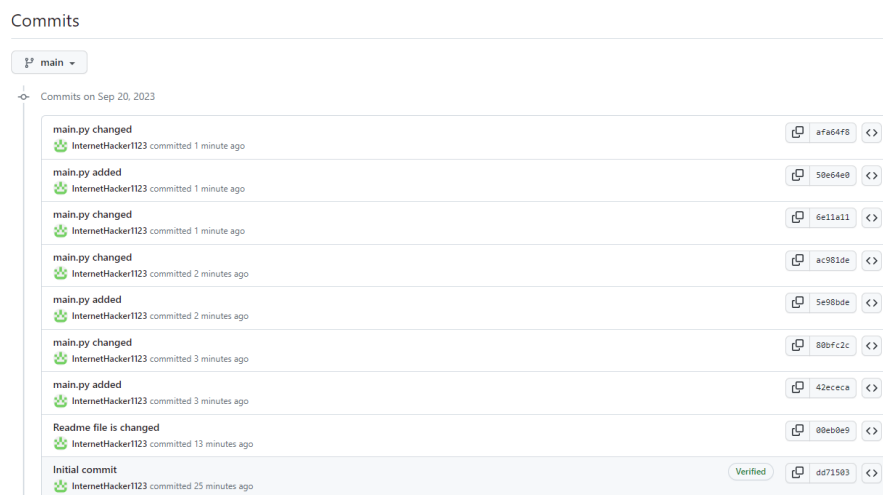 Commits
main
Commits on Sep 20, 2023
main.py changed
InternetHacker1123 committed 1 minute ago
afa64f8
main.py added
InternetHacker1123 committed 1 minute ago
50e64e0
main.py changed
InternetHacker1123 committed 1 minute ago
6e11a11
main.py changed
InternetHacker1123 committed 2 minutes ago
ac981de
main.py added
InternetHacker1123 committed 2 minutes ago
5e98bde
main.py changed
InternetHacker1123 committed 3 minutes ago
80bfc2c
main.py added
InternetHacker1123 committed 3 minutes ago
42ececa
Readme file is changed
InternetHacker1123 committed 13 minutes ago
00eb0e9
Initial commit
InternetHacker1123 committed 25 minutes ago
Verified
dd71503